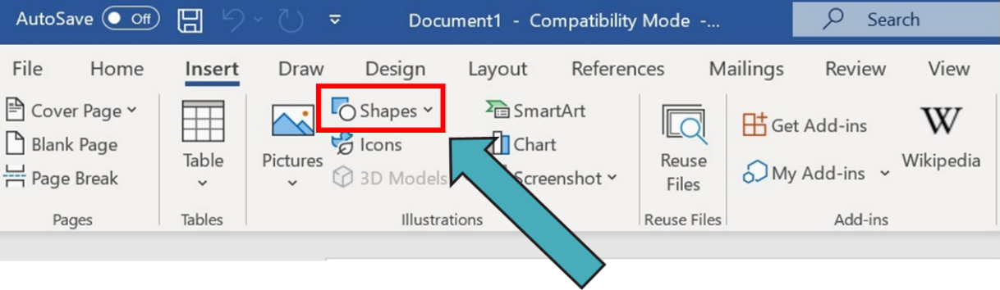 AutoSave Off Document1 - Compatibility Mode -... Search
File Home Insert Draw Design Layout References Mailings Review View
Cover Page
Blank Page
Page Break
Pages
Table
Tables
Pictures
Shapes
Icons
3D Models
SmartArt
Chart
Screenshot
Illustrations
Reuse
Files
Reuse Files
Get Add-ins
My Add-ins
W
Wikipedia
Add-ins